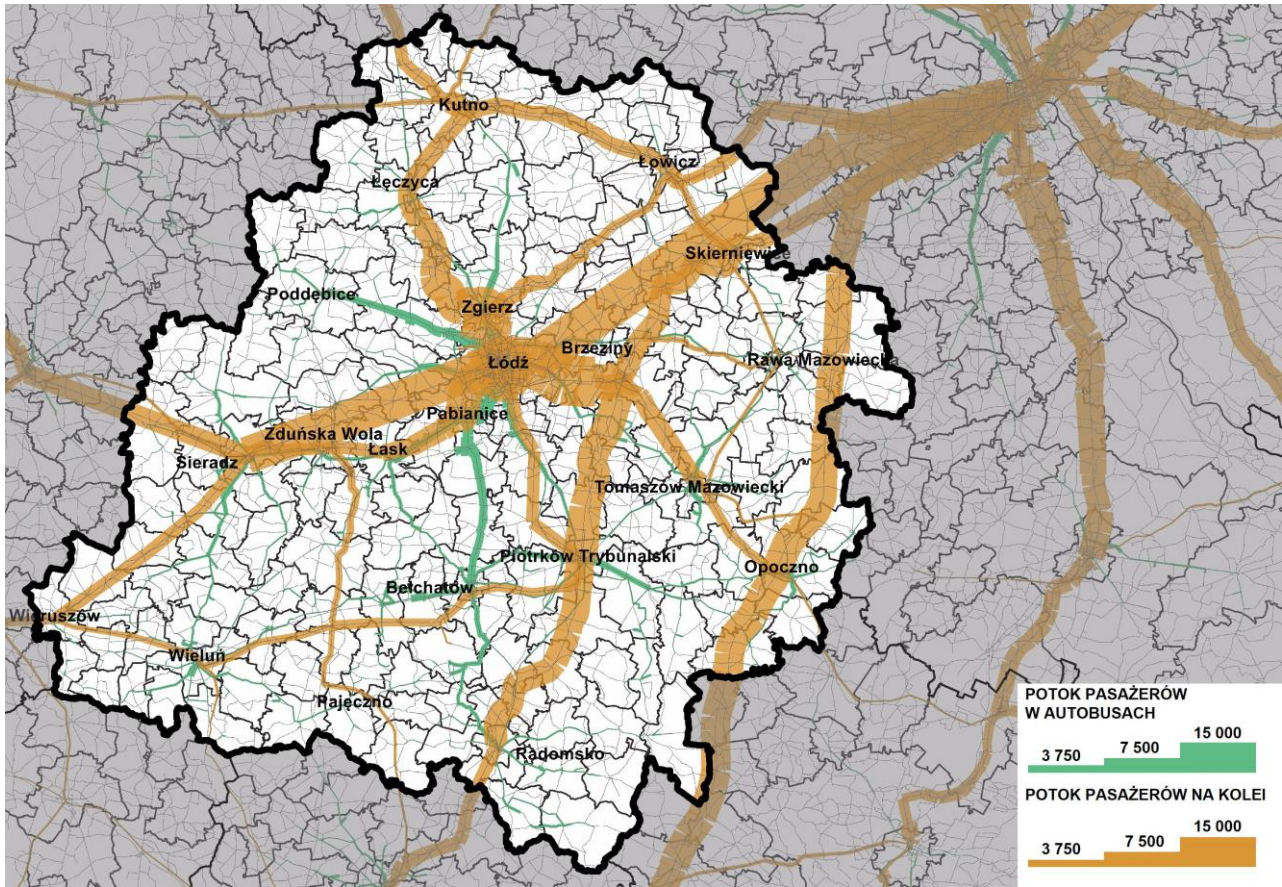 Kutno
Łowicz
Łęczyca
Skierniewice
Poddębice
Zgierz
Brzeziny
Rawa Mazowiecka
Łódź
Pabianice
Zduńska Wola
Łask
Sieradz
Tomaszów Mazowiecki
Piotrków Trybunalski
Opoczno
Bełchatów
Wieruszów
Wieluń
Pajęczno
Radomsko
POTOK PASAŻERÓW
W AUTOBUSACH
3 750 7 500 15 000
POTOK PASAŻERÓW NA KOLEI
3 750 7 500 15 000